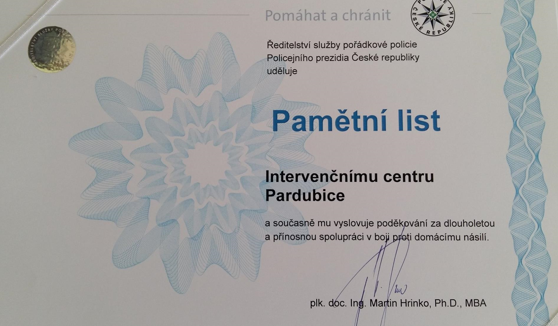 Pomáhat a chránit
Ředitelství služby pořádkové policie
Policejního prezidia České republiky
uděluje
Pamětní list
Intervenčnímu centru
Pardubice
a současně mu vyslovuje poděkování za dlouholetou
a přínosnou spolupráci v boji proti domácímu násilí.
plk. doc. Ing. Martin Hrinko, Ph.D., MBA